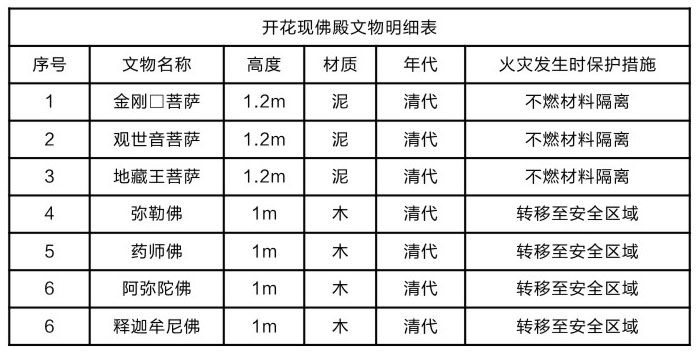 开花现佛殿文物明细表
序号 文物名称 高度 材质 年代 火灾发生时保护措施
1 金刚□菩萨 1.2m 泥 清代 不燃材料隔离
2 观世音菩萨 1.2m 泥 清代 不燃材料隔离
3 地藏王菩萨 1.2m 泥 清代 不燃材料隔离
4 弥勒佛 1m 木 清代 转移至安全区域
5 药师佛 1m 木 清代 转移至安全区域
6 阿弥陀佛 1m 木 清代 转移至安全区域
6 释迦牟尼佛 1m 木 清代 转移至安全区域